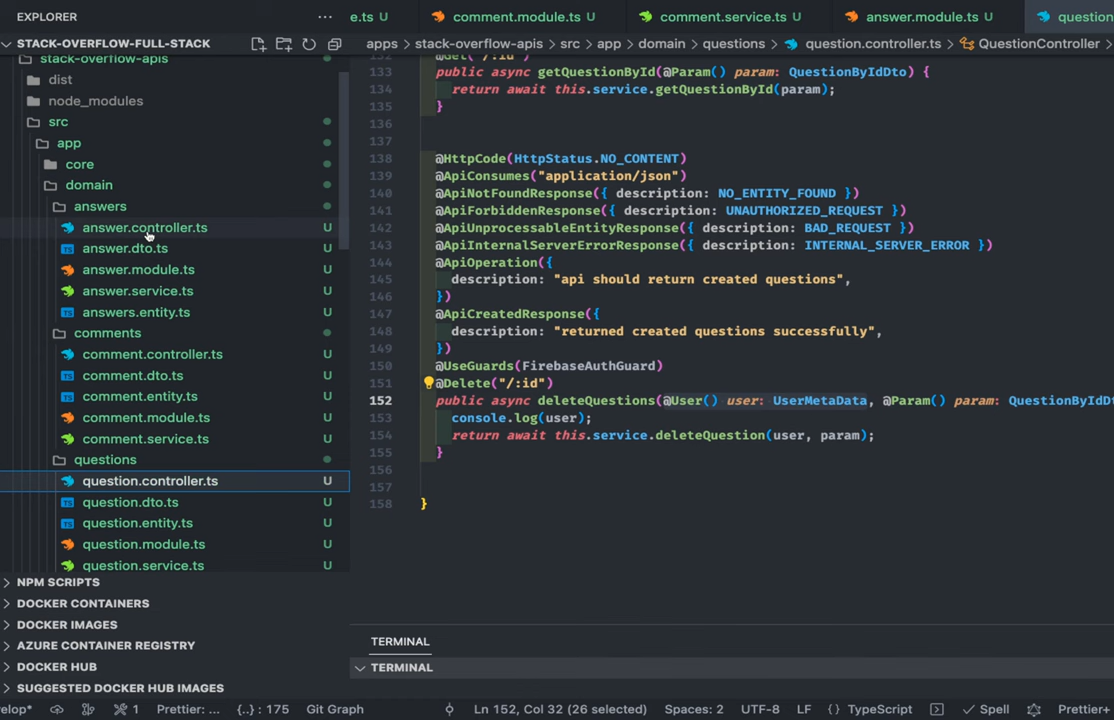 EXPLORER
...
e.ts U
comment.module.ts U
comment.service.ts U
answer.module.ts U
question
STACK-OVERFLOW-FULL-STACK
apps > stack-overflow-apis > src > app > domain > questions > question.controller.ts > QuestionController
stack-overflow-apis
dist
node_modules
src
app
core
domain
answers
answer.controller.ts U
answer.dto.ts U
answer.module.ts U
answer.service.ts U
answers.entity.ts U
comments
comment.controller.ts U
comment.dto.ts U
comment.entity.ts U
comment.module.ts U
comment.service.ts U
questions
question.controller.ts U
question.dto.ts U
question.entity.ts U
question.module.ts U
question.service.ts U
NPM SCRIPTS
DOCKER CONTAINERS
DOCKER IMAGES
AZURE CONTAINER REGISTRY
DOCKER HUB
SUGGESTED DOCKER HUB IMAGES
132 @Get("/:id")
133 public async getQuestionById(@Param() param: QuestionByIdDto) {
134 return await this.service.getQuestionById(param);
135 }
136
137
138 @HttpCode(HttpStatus.NO_CONTENT)
139 @ApiConsumes("application/json")
140 @ApiNotFoundResponse({ description: NO_ENTITY_FOUND })
141 @ApiForbiddenResponse({ description: UNAUTHORIZED_REQUEST })
142 @ApiUnprocessableEntityResponse({ description: BAD_REQUEST })
143 @ApiInternalServerErrorResponse({ description: INTERNAL_SERVER_ERROR })
144 @ApiOperation({
145 description: "api should return created questions",
146 })
147 @ApiCreatedResponse({
148 description: "returned created questions successfully",
149 })
150 @UseGuards(FirebaseAuthGuard)
151 @Delete("/:id")
152 public async deleteQuestions(@User() user: UserMetaData, @Param() param: QuestionByIdDt
153 console.log(user);
154 return await this.service.deleteQuestion(user, param);
155 }
156
157
158 }
TERMINAL
TERMINAL
elop*
1
Prettier: ...
{..} : 175
Git Graph
Ln 152, Col 32 (26 selected)
Spaces: 2
UTF-8
LF
{} TypeScript
Spell
Prettier+